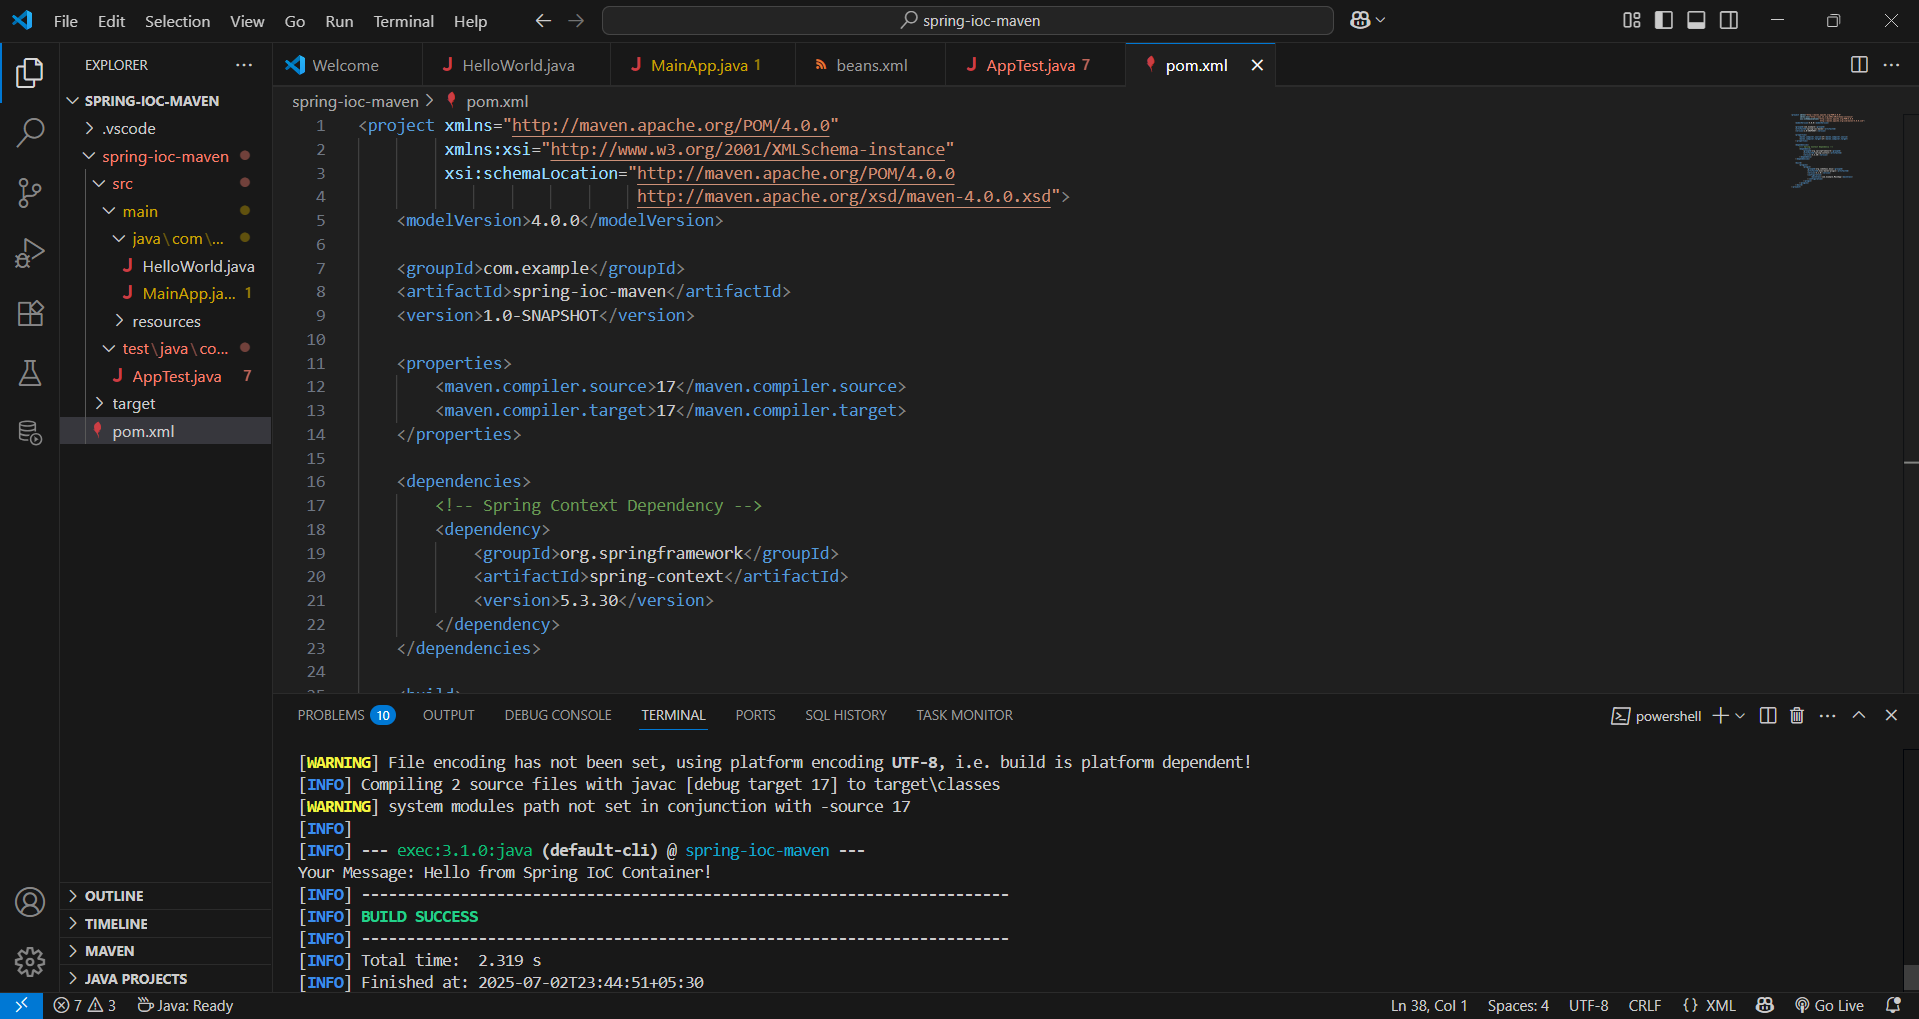 File Edit Selection View Go Run Terminal Help
spring-ioc-maven
EXPLORER
SPRING-IOC-MAVEN
.vscode
spring-ioc-maven
src
main
java\com\...
HelloWorld.java
MainApp.ja... 1
resources
test\java\co...
AppTest.java 7
target
pom.xml
OUTLINE
TIMELINE
MAVEN
JAVA PROJECTS
Welcome HelloWorld.java MainApp.java 1 beans.xml AppTest.java 7 pom.xml
spring-ioc-maven > pom.xml
1 <project xmlns="http://maven.apache.org/POM/4.0.0"
2 xmlns:xsi="http://www.w3.org/2001/XMLSchema-instance"
3 xsi:schemaLocation="http://maven.apache.org/POM/4.0.0
4 http://maven.apache.org/xsd/maven-4.0.0.xsd">
5 <modelVersion>4.0.0</modelVersion>
6
7 <groupId>com.example</groupId>
8 <artifactId>spring-ioc-maven</artifactId>
9 <version>1.0-SNAPSHOT</version>
10
11 <properties>
12 <maven.compiler.source>17</maven.compiler.source>
13 <maven.compiler.target>17</maven.compiler.target>
14 </properties>
15
16 <dependencies>
17 <!-- Spring Context Dependency -->
18 <dependency>
19 <groupId>org.springframework</groupId>
20 <artifactId>spring-context</artifactId>
21 <version>5.3.30</version>
22 </dependency>
23 </dependencies>
24
25 <build>
PROBLEMS 10 OUTPUT DEBUG CONSOLE TERMINAL PORTS SQL HISTORY TASK MONITOR
powershell
[WARNING] File encoding has not been set, using platform encoding UTF-8, i.e. build is platform dependent!
[INFO] Compiling 2 source files with javac [debug target 17] to target\classes
[WARNING] system modules path not set in conjunction with -source 17
[INFO]
[INFO] --- exec:3.1.0:java (default-cli) @ spring-ioc-maven ---
Your Message: Hello from Spring IoC Container!
[INFO] ------------------------------------------------------------------------
[INFO] BUILD SUCCESS
[INFO] ------------------------------------------------------------------------
[INFO] Total time:  2.319 s
[INFO] Finished at: 2025-07-02T23:44:51+05:30
7 3 Java: Ready
Ln 38, Col 1 Spaces: 4 UTF-8 CRLF {} XML Go Live